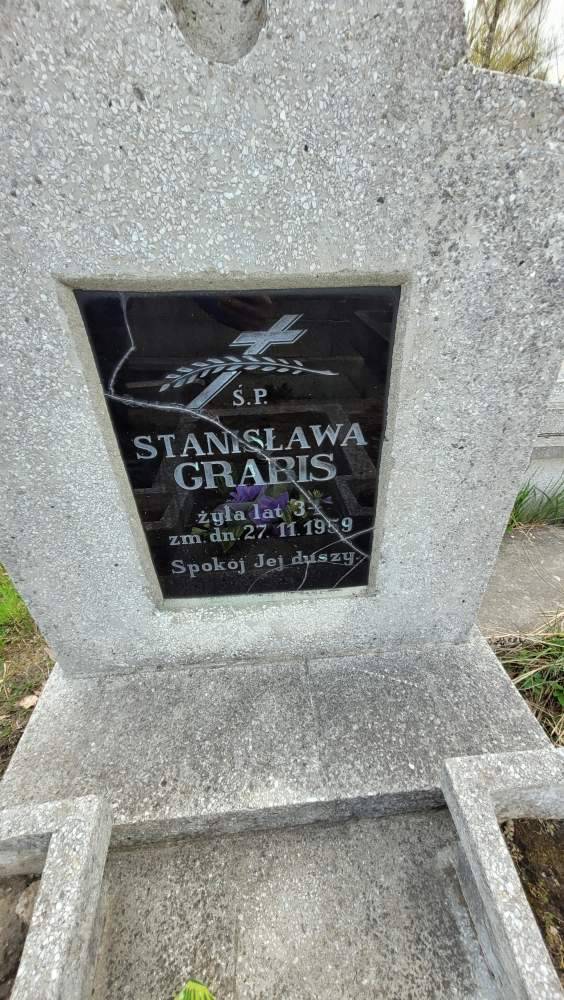 Ś.P.
STANISŁAWA
GRABIS
żyła lat
zm. dn 27.11.1959
Spokój Jej duszy.